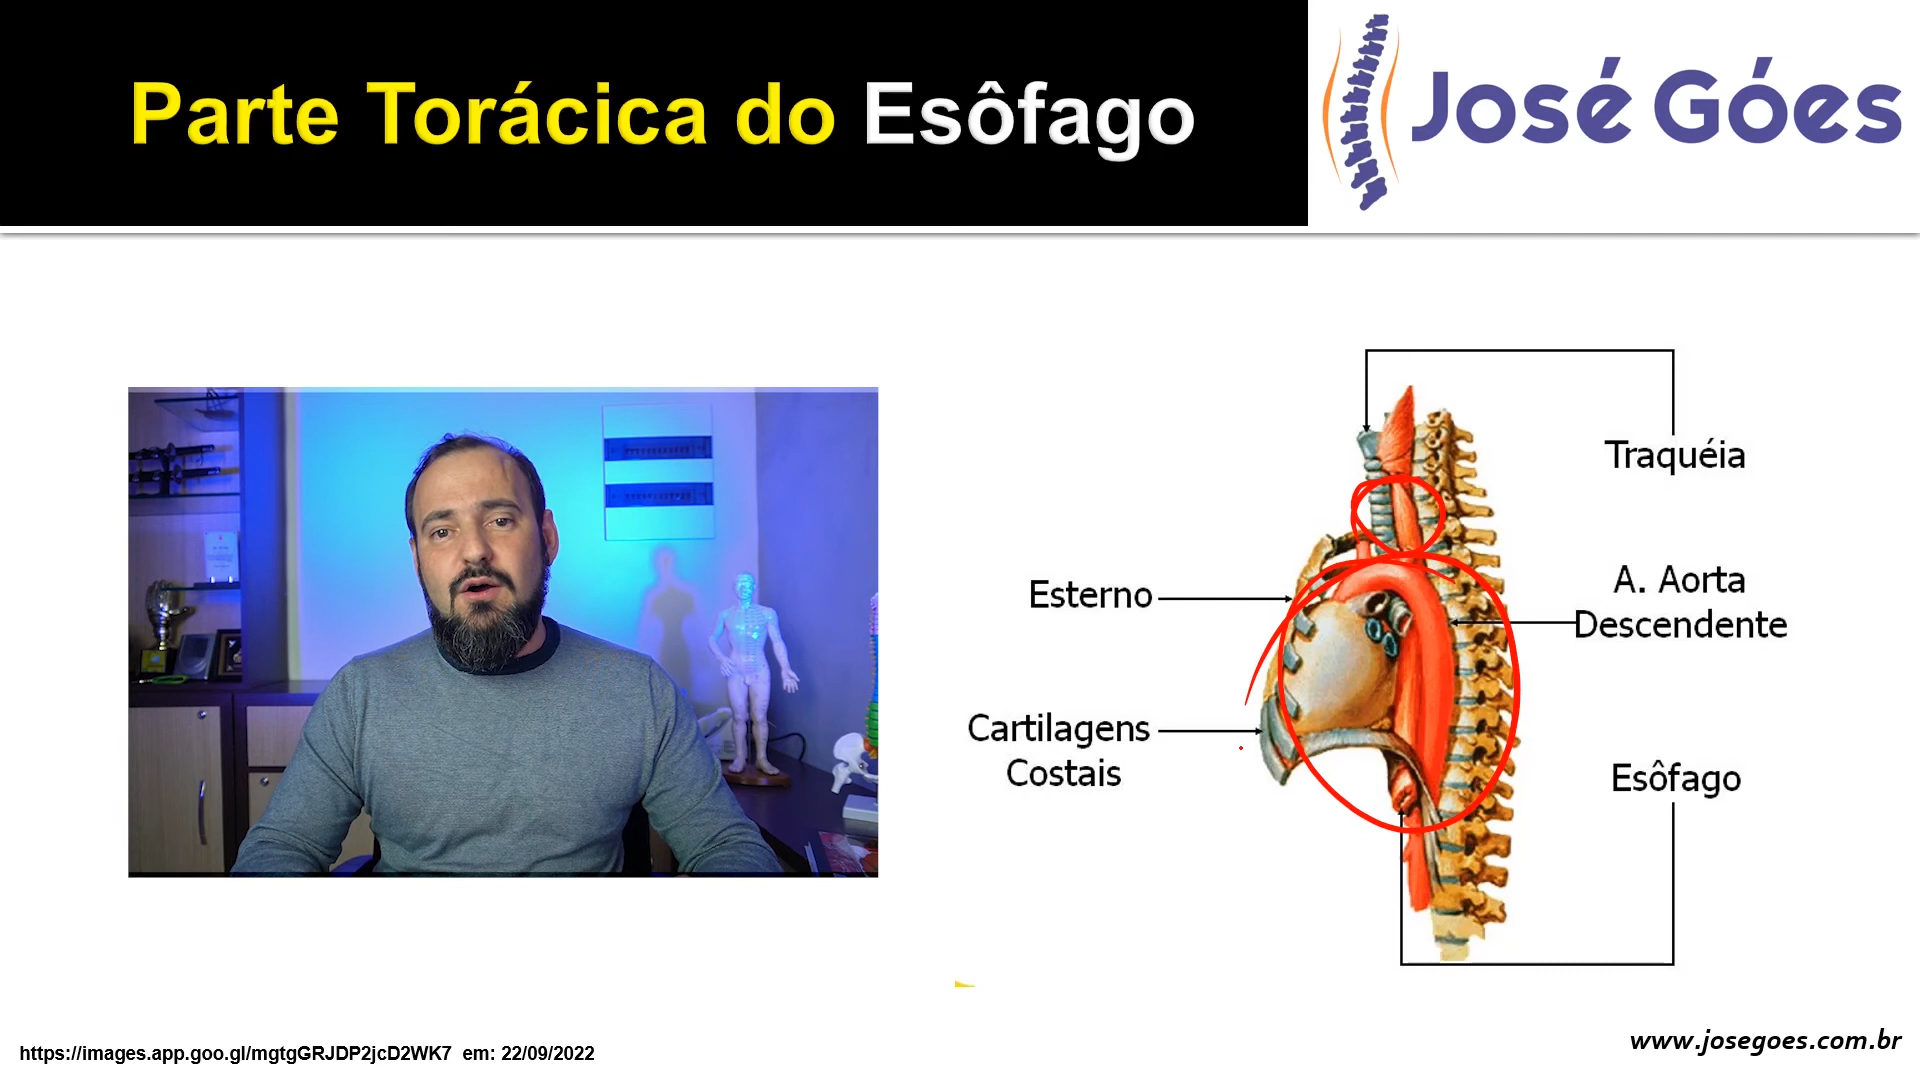 Parte Torácica do Esôfago
José Góes
Traquéia
A. Aorta
Descendente
Esterno
Cartilagens
Costais
Esôfago
https://images.app.goo.gl/mgtgGRJDP2jcD2WK7 em: 22/09/2022
www.josegoes.com.br